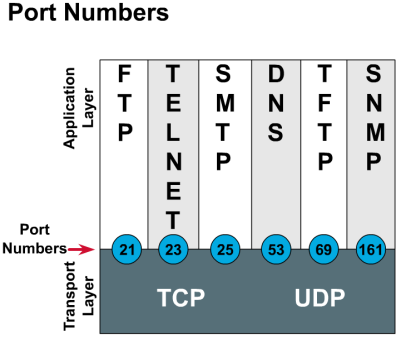 Port Numbers
Application
Layer
FTP
TELNET
SMTP
DNS
TFTP
SNMP
Port
Numbers
21
23
25
53
69
161
Transport
Layer
TCP
UDP